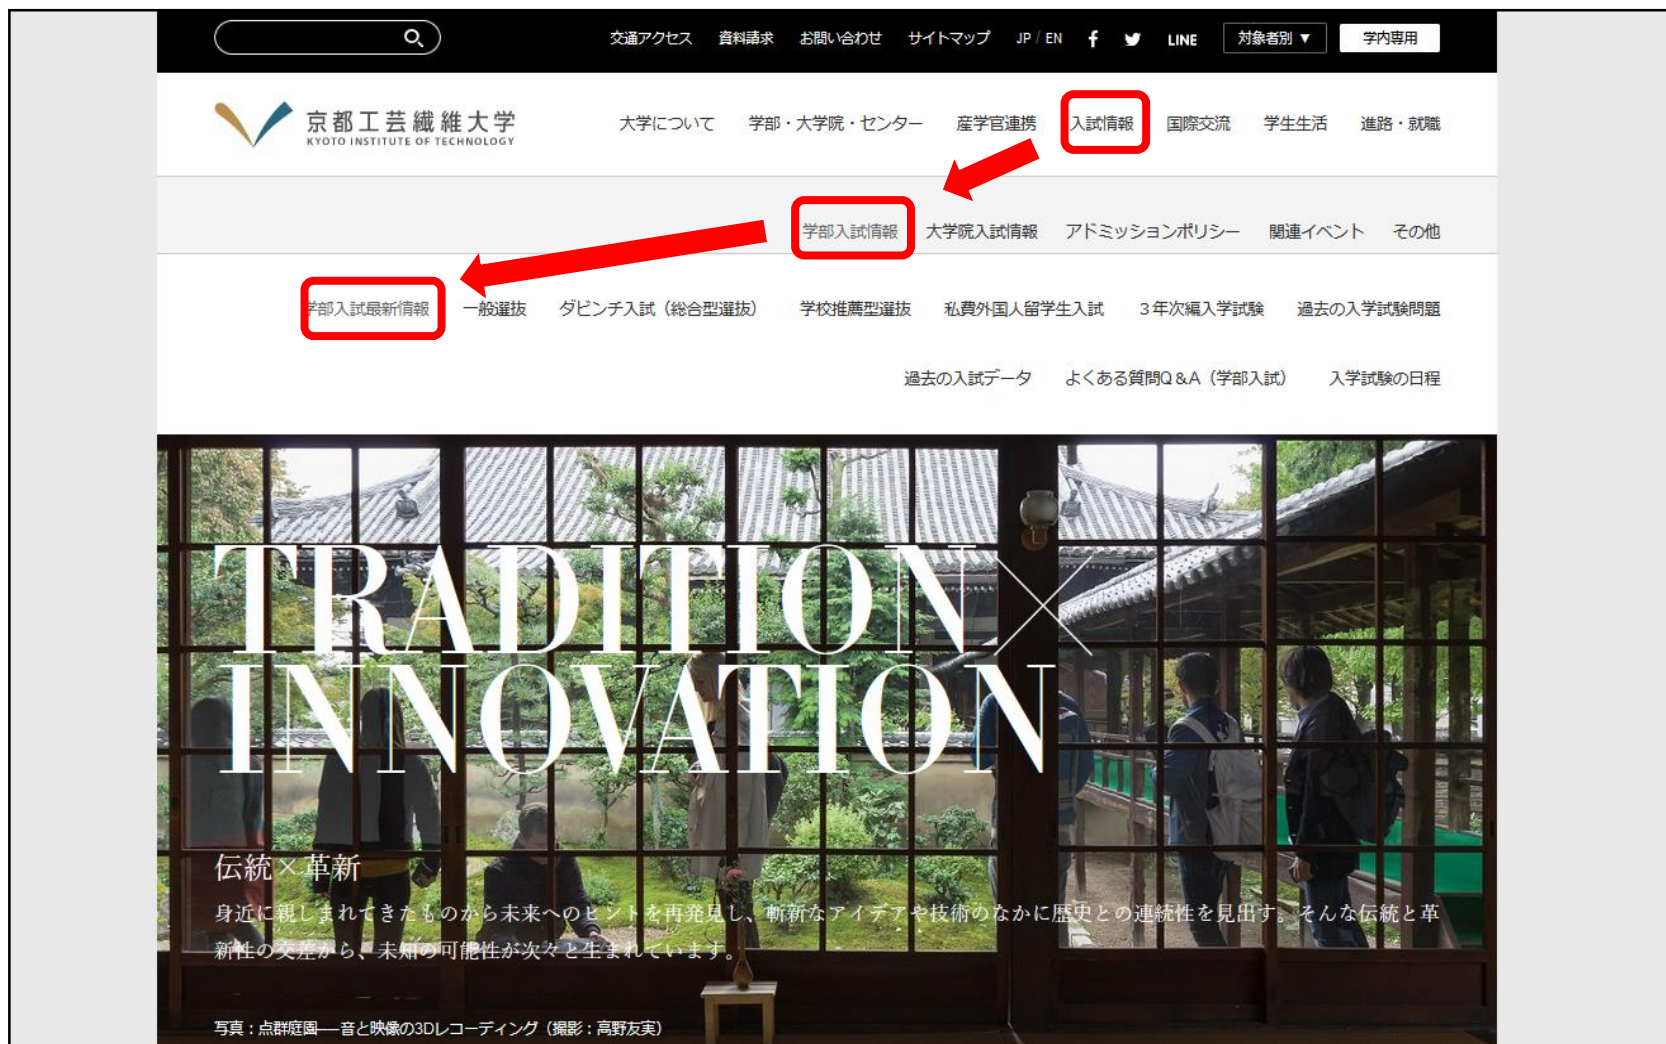 交通アクセス 資料請求 お問い合わせ サイトマップ JP / EN f LINE 対象者別 ▼ 学内専用
京都工芸繊維大学
KYOTO INSTITUTE OF TECHNOLOGY
大学について 学部・大学院・センター 産学官連携 入試情報 国際交流 学生生活 進路・就職
学部入試情報 大学院入試情報 アドミッションポリシー 関連イベント その他
学部入試最新情報 一般選抜 ダビンチ入試（総合型選抜） 学校推薦型選抜 私費外国人留学生入試 3年次編入学試験 過去の入学試験問題
過去の入試データ よくある質問Q&A（学部入試） 入学試験の日程
TRADITION×
INNOVATION
伝統×革新
身近に親しまれてきたものから未来へのヒントを再発見し、斬新なアイデアや技術のなかに歴史との連続性を見出す。そんな伝統と革
新性の交差から、未知の可能性が次々と生まれています。
写真：点群庭園──音と映像の3Dレコーディング（撮影：高野友実）